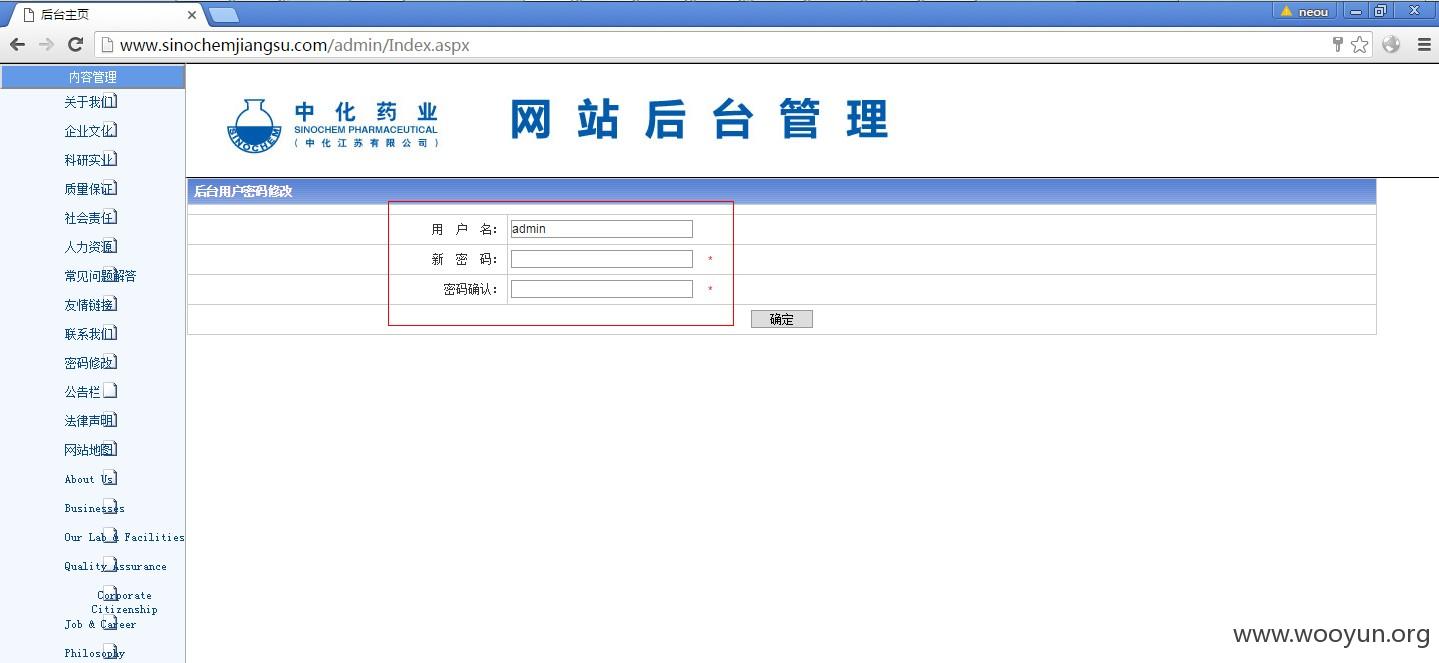 后台主页
neou
www.sinochemjiangsu.com/admin/Index.aspx
内容管理
关于我们
企业文化
科研实业
质量保证
社会责任
人力资源
常见问题解答
友情链接
联系我们
密码修改
公告栏
法律声明
网站地图
About Us
Businesses
Our Lab & Facilities
Quality Assurance
Corporate
Citizenship
Job & Career
Philosophy
SINOCHEM
中化药业
SINOCHEM PHARMACEUTICAL
(中化江苏有限公司)
网站后台管理
后台用户密码修改
用 户 名: admin
新 密 码: *
密码确认: *
确定
www.wooyun.org